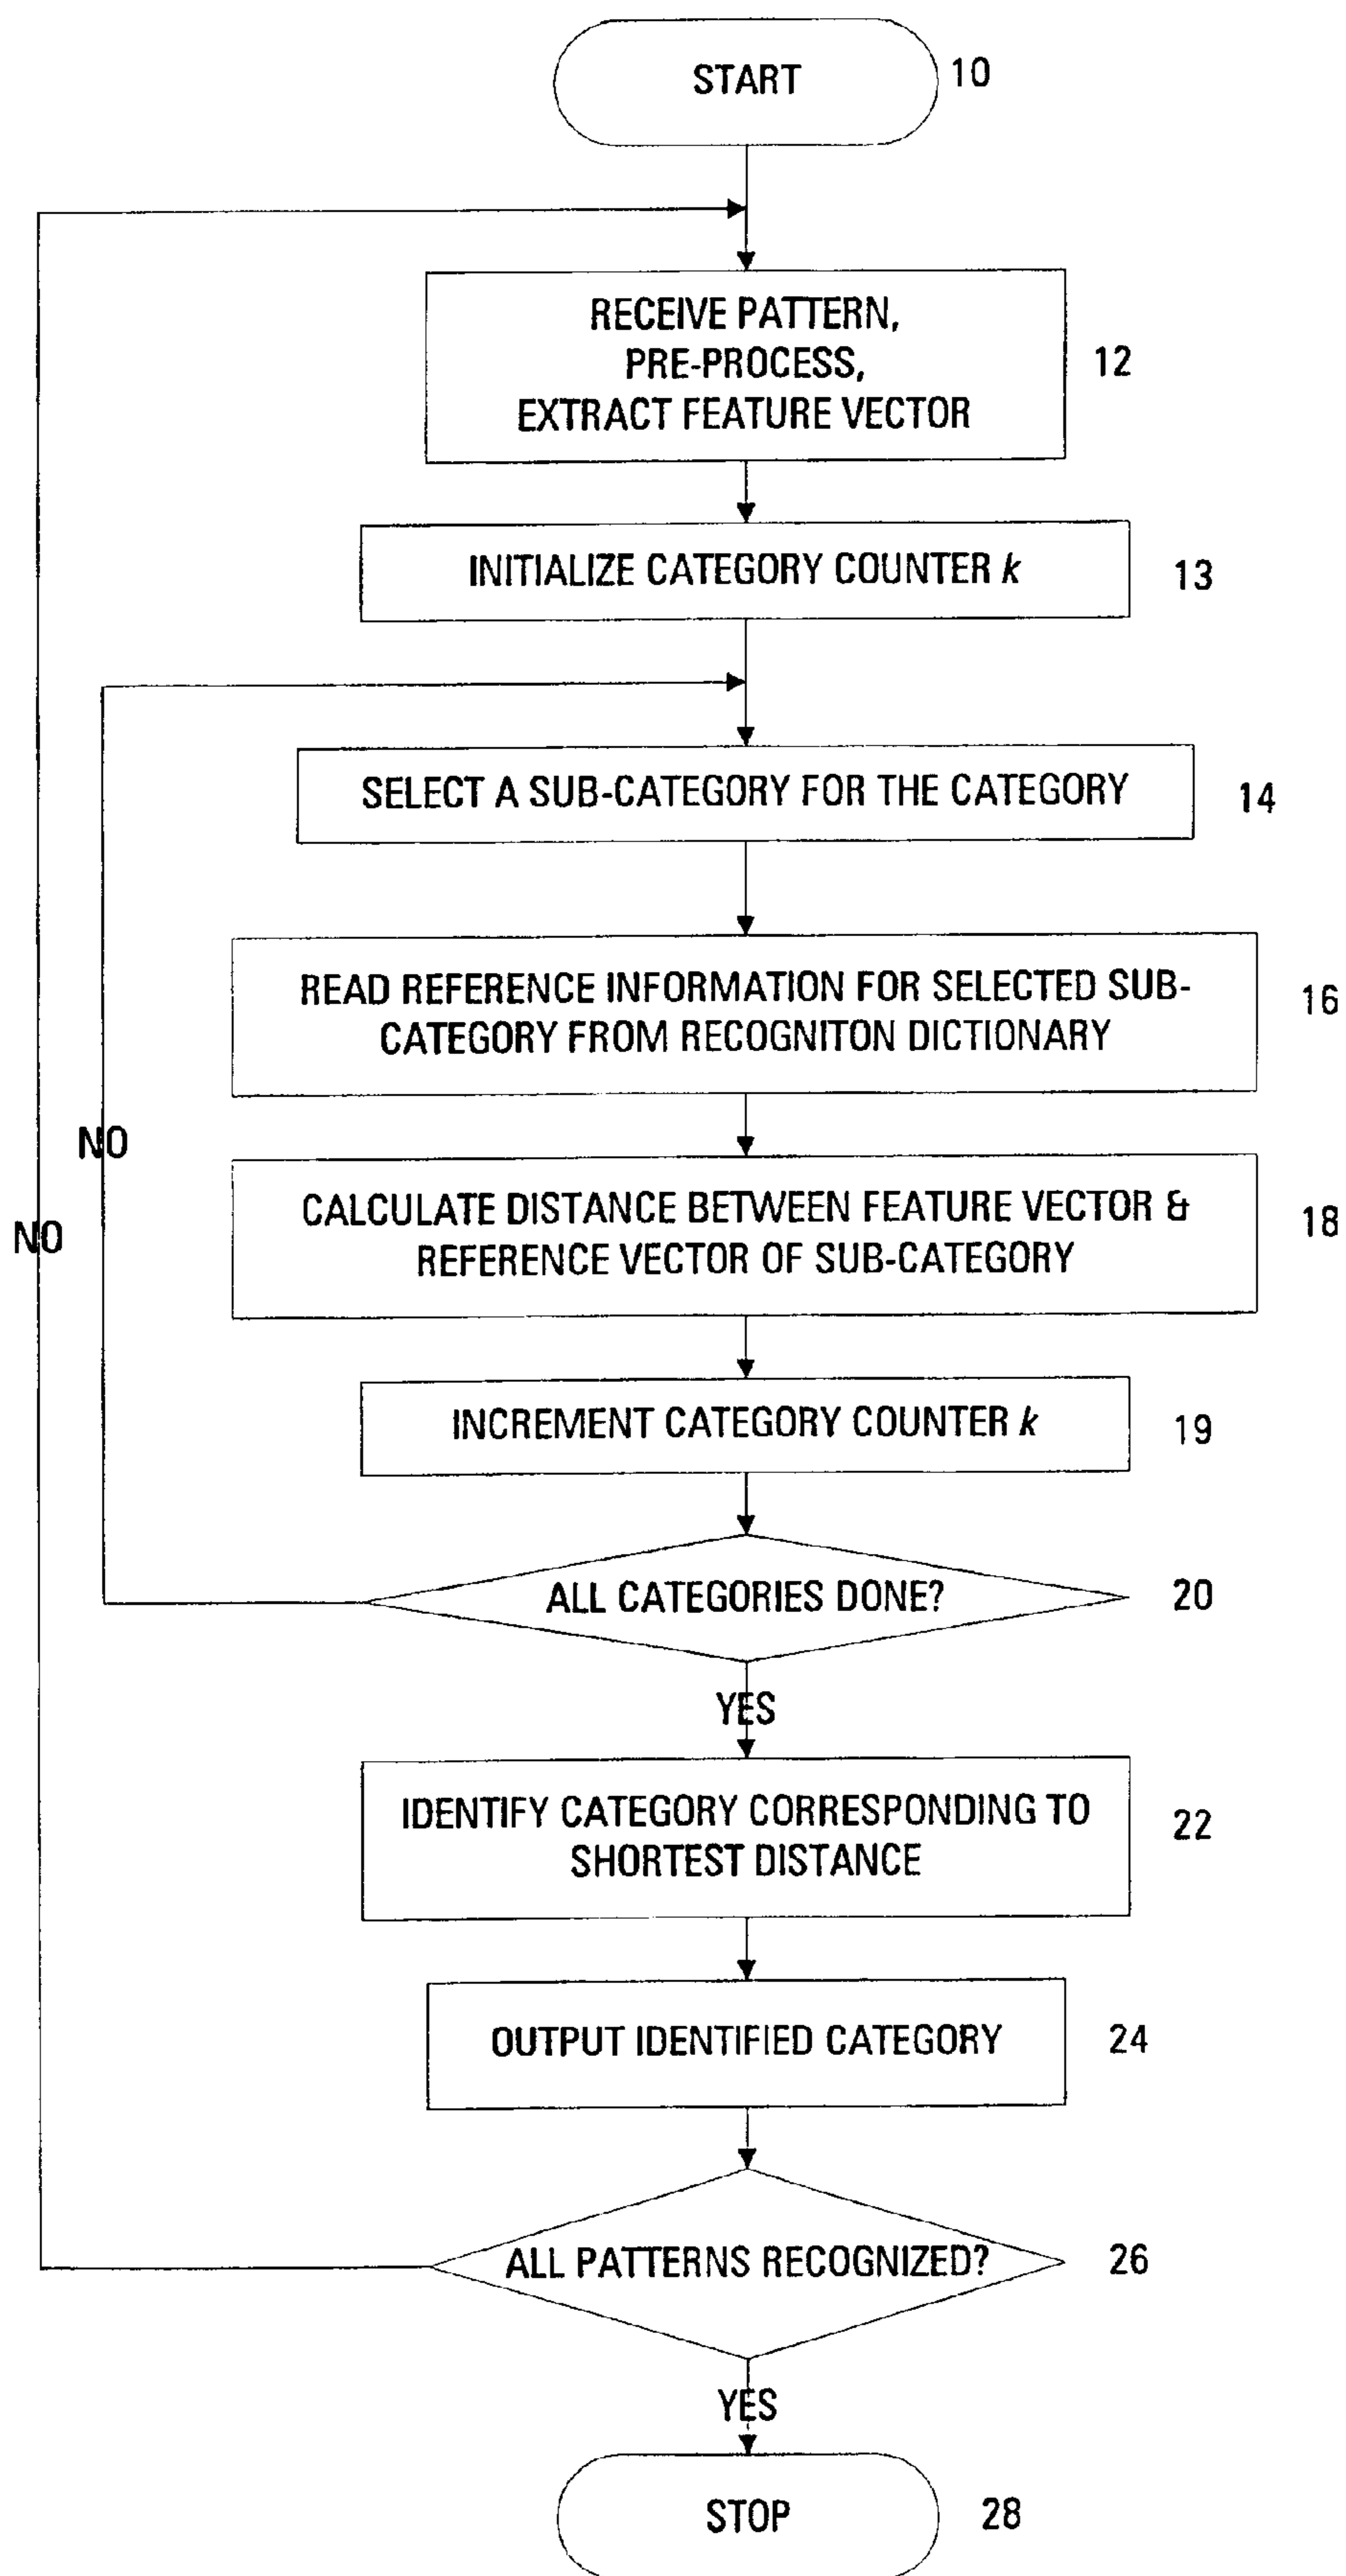 START
10
RECEIVE PATTERN,
PRE-PROCESS,
EXTRACT FEATURE VECTOR
12
INITIALIZE CATEGORY COUNTER k
13
SELECT A SUB-CATEGORY FOR THE CATEGORY
14
READ REFERENCE INFORMATION FOR SELECTED SUB-
CATEGORY FROM RECOGNITON DICTIONARY
16
NO
CALCULATE DISTANCE BETWEEN FEATURE VECTOR &
REFERENCE VECTOR OF SUB-CATEGORY
18
NO
INCREMENT CATEGORY COUNTER k
19
ALL CATEGORIES DONE?
20
YES
IDENTIFY CATEGORY CORRESPONDING TO
SHORTEST DISTANCE
22
OUTPUT IDENTIFIED CATEGORY
24
ALL PATTERNS RECOGNIZED?
26
YES
STOP
28